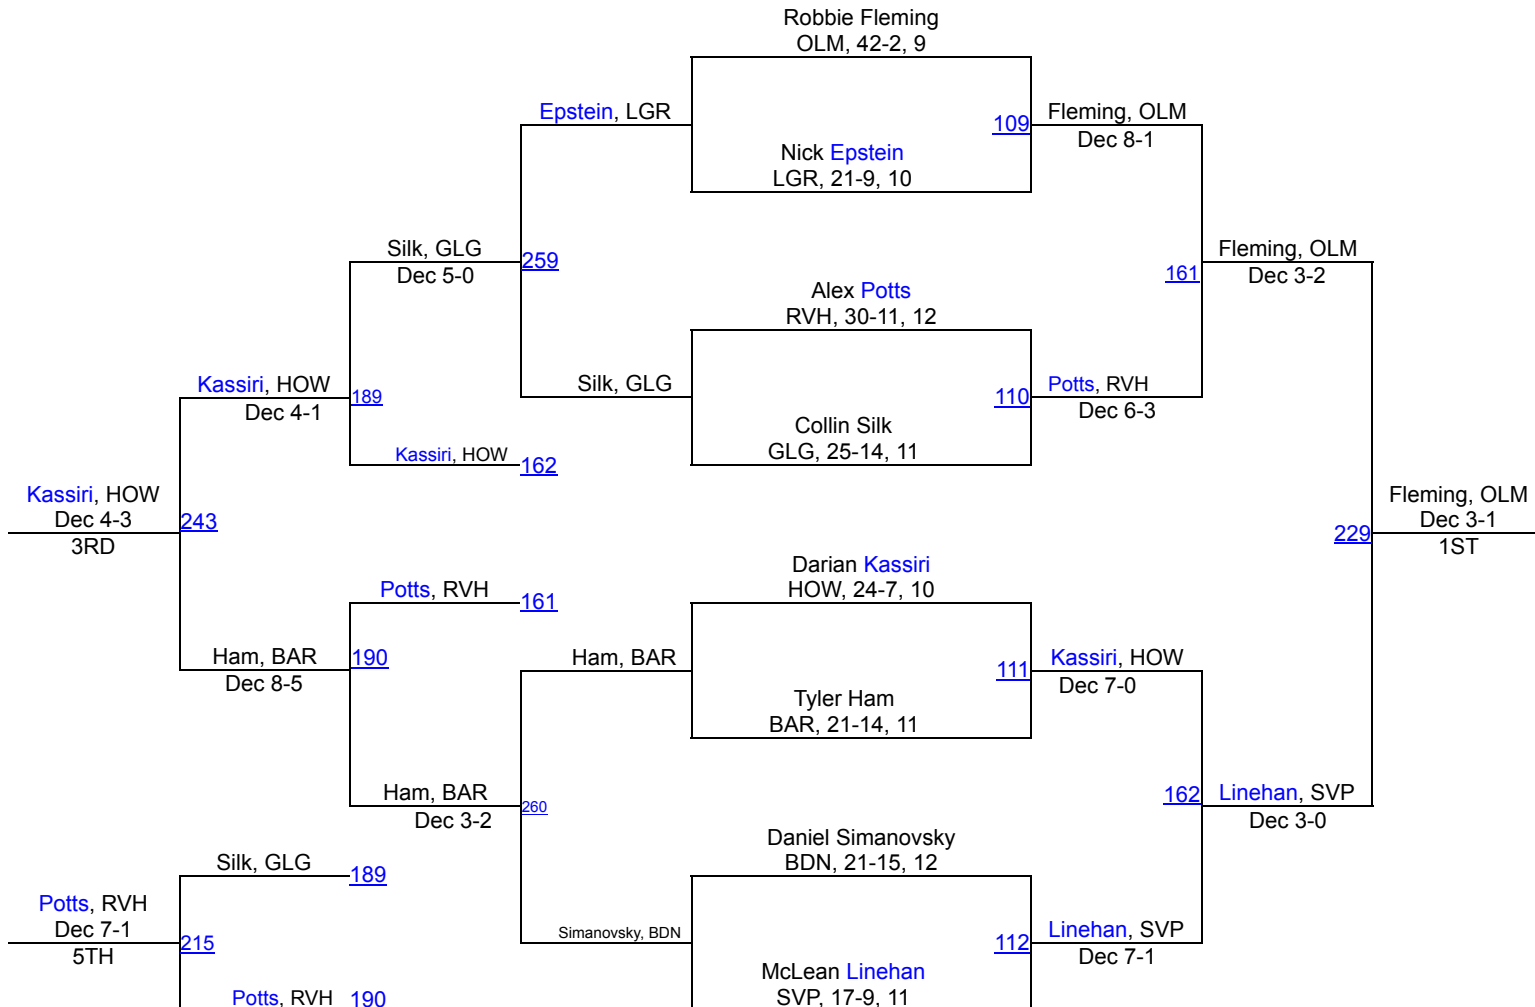 Robbie Fleming
OLM, 42-2, 9
Epstein, LGR
109
Fleming, OLM
Dec 8-1
Nick Epstein
LGR, 21-9, 10
Silk, GLG
Dec 5-0
259
Fleming, OLM
Dec 3-2
161
Alex Potts
RVH, 30-11, 12
Kassiri, HOW
Dec 4-1
189
Silk, GLG
110
Potts, RVH
Dec 6-3
Collin Silk
GLG, 25-14, 11
Kassiri, HOW
162
Kassiri, HOW
Dec 4-3
3RD
243
229
Fleming, OLM
Dec 3-1
1ST
Darian Kassiri
HOW, 24-7, 10
Potts, RVH
161
Ham, BAR
Dec 8-5
190
Ham, BAR
111
Kassiri, HOW
Dec 7-0
Tyler Ham
BAR, 21-14, 11
Ham, BAR
Dec 3-2
260
162
Linehan, SVP
Dec 3-0
Daniel Simanovsky
BDN, 21-15, 12
Silk, GLG
189
Potts, RVH
Dec 7-1
5TH
215
Simanovsky, BDN
112
Linehan, SVP
Dec 7-1
McLean Linehan
SVP, 17-9, 11
Potts, RVH
190